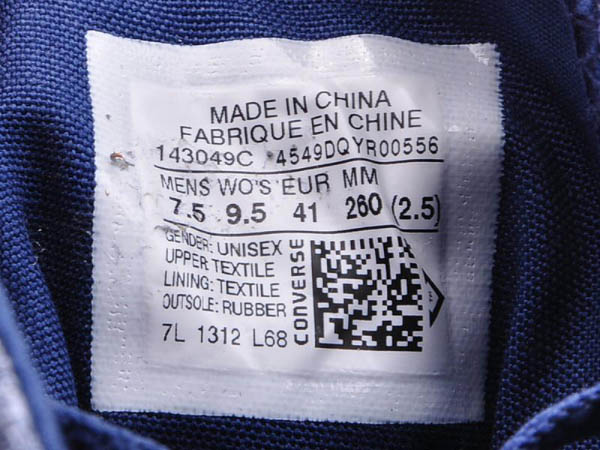 MADE IN CHINA
FABRIQUE EN CHINE
143049C 4549DQYR00556
MENS WO'S EUR MM
7.5 9.5 41 260 (2.5)
GENDER: UNISEX
UPPER: TEXTILE
LINING: TEXTILE
OUTSOLE: RUBBER
7L 1312 L68
CONVERSE